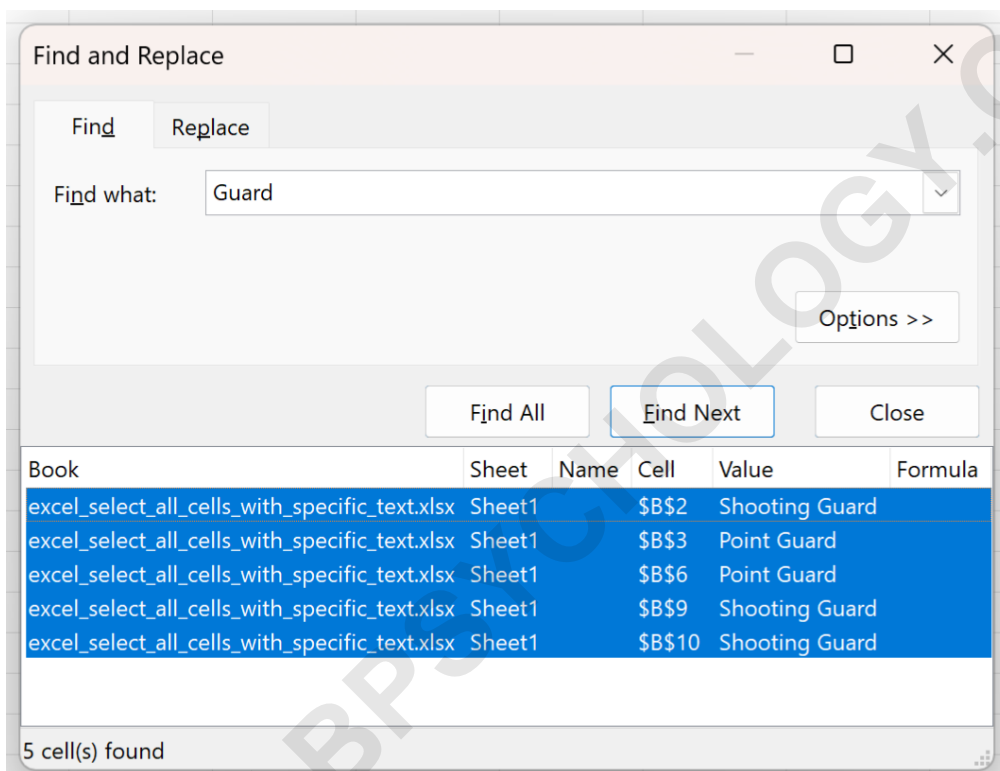 Find and Replace
Find Replace
Find what: Guard
Options >>
Find All Find Next Close
Book Sheet Name Cell Value Formula
excel_select_all_cells_with_specific_text.xlsx Sheet1 $B$2 Shooting Guard
excel_select_all_cells_with_specific_text.xlsx Sheet1 $B$3 Point Guard
excel_select_all_cells_with_specific_text.xlsx Sheet1 $B$6 Point Guard
excel_select_all_cells_with_specific_text.xlsx Sheet1 $B$9 Shooting Guard
excel_select_all_cells_with_specific_text.xlsx Sheet1 $B$10 Shooting Guard
5 cell(s) found
BPSYCHOLOGY.C